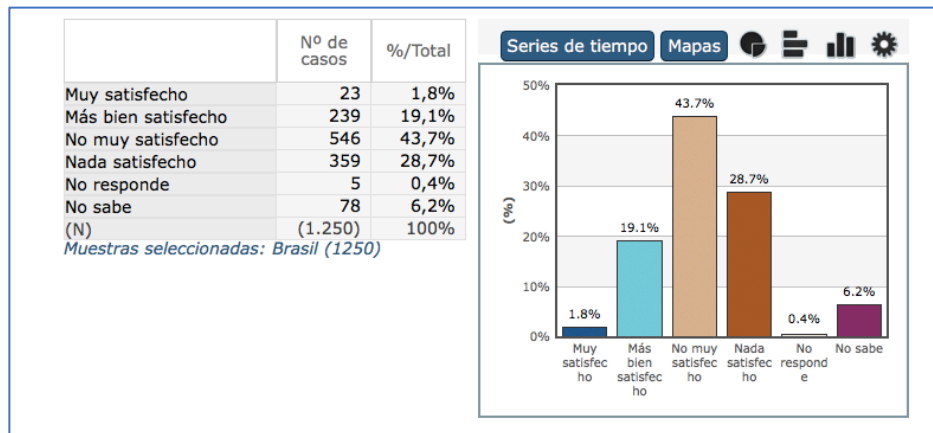 Nº de casos %/Total
Muy satisfecho 23 1,8%
Más bien satisfecho 239 19,1%
No muy satisfecho 546 43,7%
Nada satisfecho 359 28,7%
No responde 5 0,4%
No sabe 78 6,2%
(N) (1.250) 100%
Muestras seleccionadas: Brasil (1250)
Series de tiempo Mapas
50%
40%
30%
20%
10%
0%
(%)
1.8%
19.1%
43.7%
28.7%
0.4%
6.2%
Muy
satisfec
ho
Más
bien
satisfec
ho
No muy
satisfec
ho
Nada
satisfec
ho
No
respond
e
No sabe